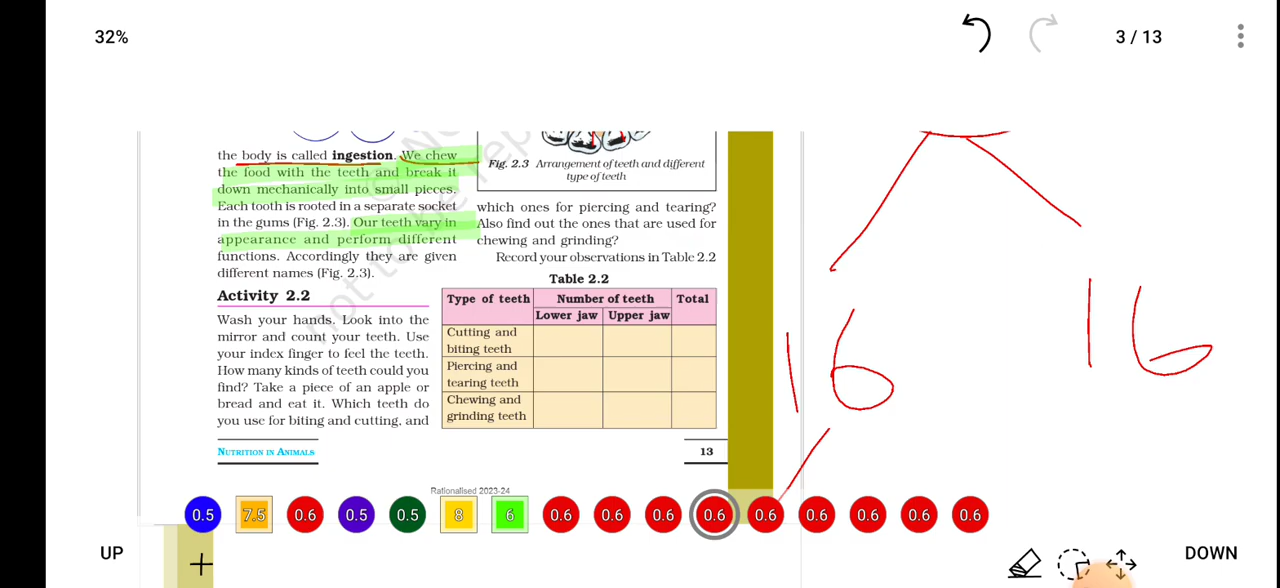 32%
3 / 13
the body is called ingestion. We chew
the food with the teeth and break it
down mechanically into small pieces.
Each tooth is rooted in a separate socket
in the gums (Fig. 2.3). Our teeth vary in
appearance and perform different
functions. Accordingly they are given
different names (Fig. 2.3).
Activity 2.2
Wash your hands. Look into the
mirror and count your teeth. Use
your index finger to feel the teeth.
How many kinds of teeth could you
find? Take a piece of an apple or
bread and eat it. Which teeth do
you use for biting and cutting, and
Fig. 2.3 Arrangement of teeth and different
type of teeth
which ones for piercing and tearing?
Also find out the ones that are used for
chewing and grinding?
Record your observations in Table 2.2
Table 2.2
Type of teeth Number of teeth Total
Lower jaw Upper jaw
Cutting and
biting teeth
Piercing and
tearing teeth
Chewing and
grinding teeth
16
16
NUTRITION IN ANIMALS
13
Rationalised 2023-24
0.5 7.5 0.6 0.5 0.5 8 6 0.6 0.6 0.6 0.6 0.6 0.6 0.6 0.6 0.6
UP
DOWN